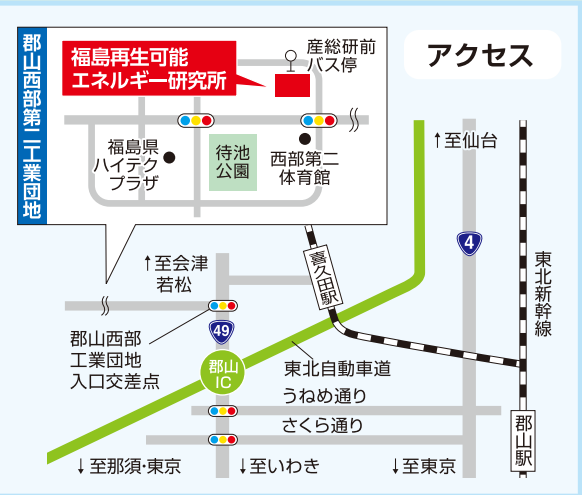 郡山西部第二工業団地
福島再生可能
エネルギー研究所
産総研前
バス停
アクセス
福島県
ハイテク
プラザ
待池
公園
西部第二
体育館
↑至仙台
4
↑至会津
若松
喜久田駅
東北新幹線
49
郡山西部
工業団地
入口交差点
郡山
IC
東北自動車道
うねめ通り
さくら通り
郡山駅
↓至那須・東京
↓至いわき
↓至東京